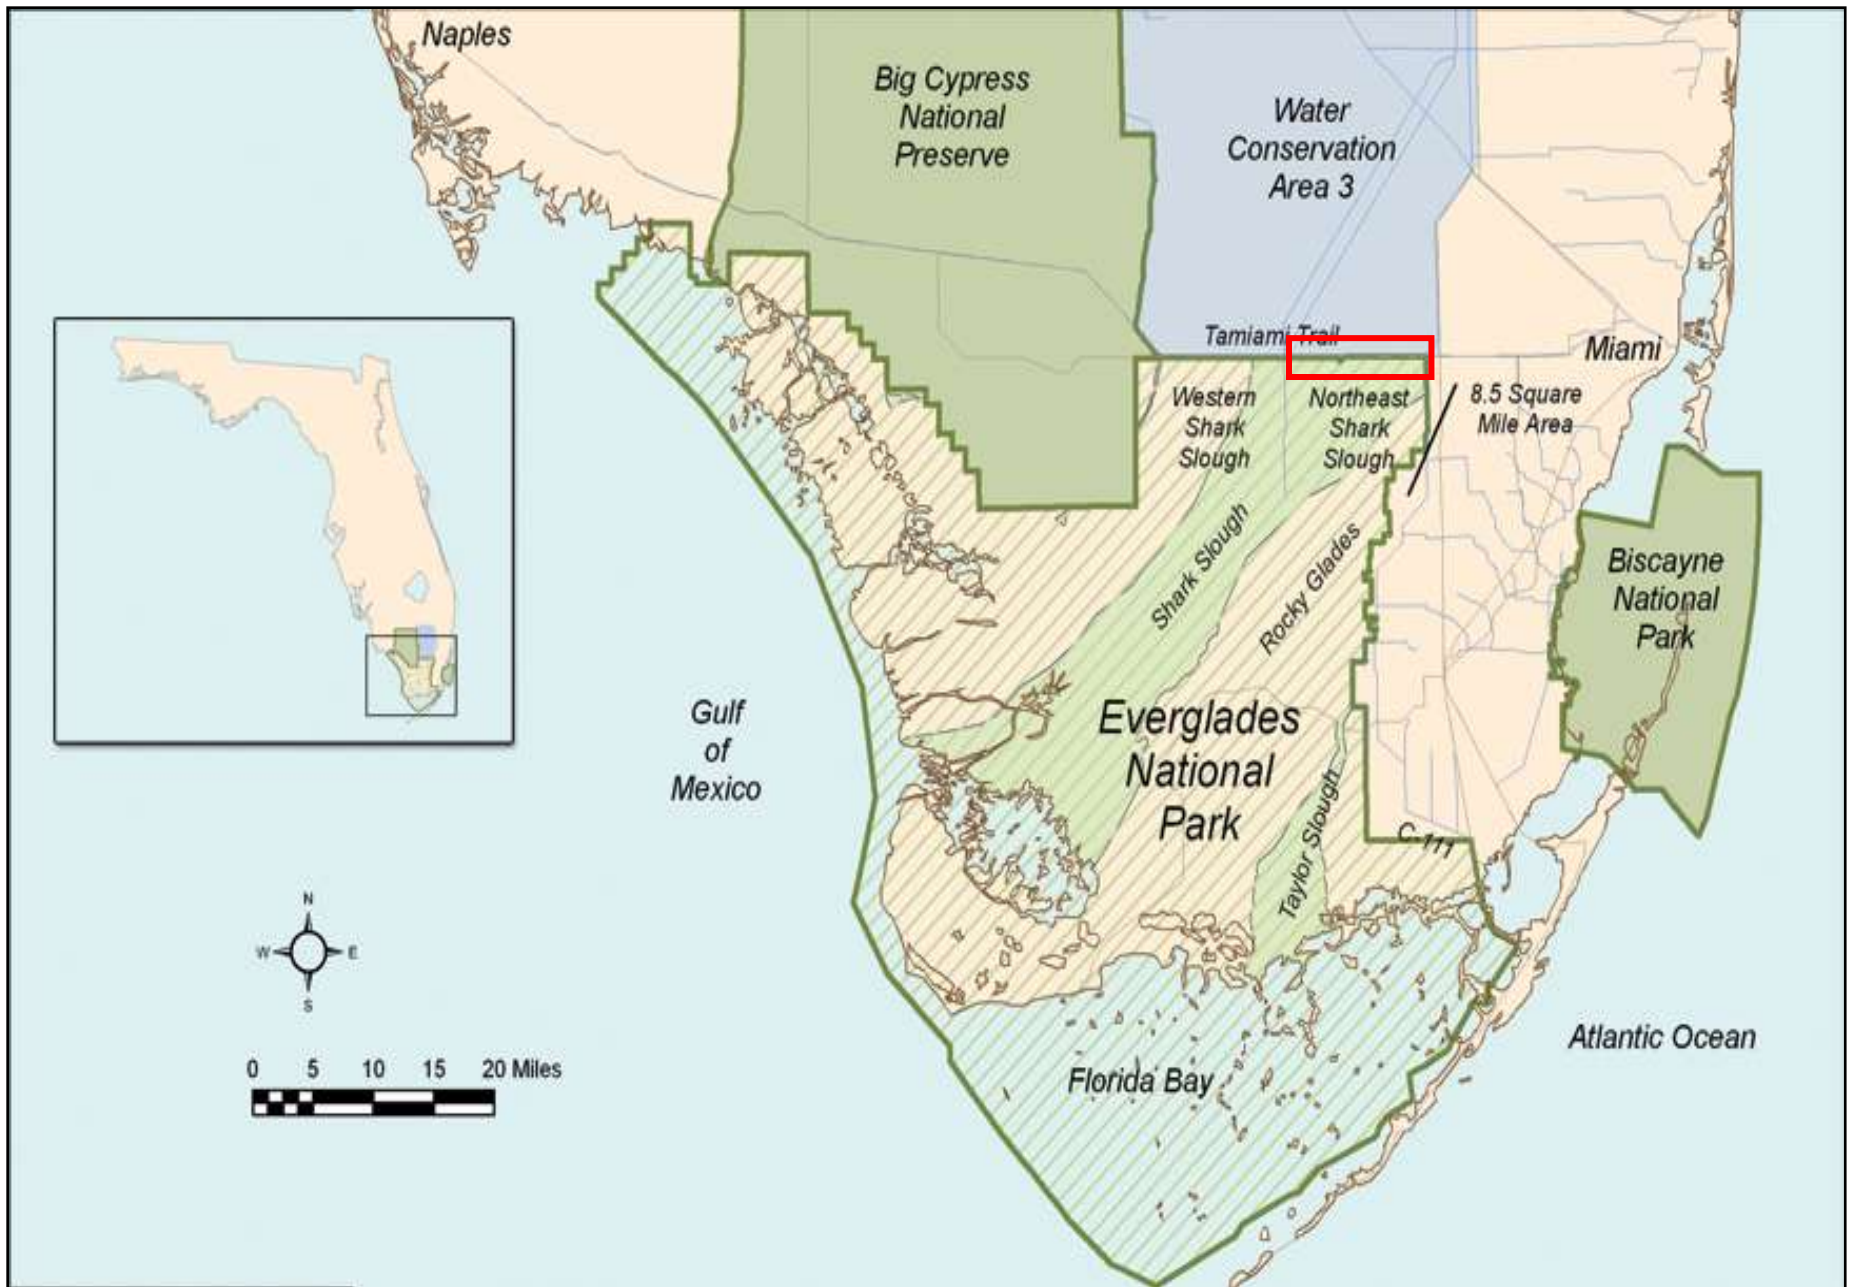 Naples
Big Cypress
National
Preserve
Water
Conservation
Area 3
Tamiami Trail
Miami
Western
Shark
Slough
Northeast
Shark
Slough
8.5 Square
Mile Area
Shark Slough
Rocky Glades
Biscayne
National
Park
Gulf
of
Mexico
Everglades
National
Park
Taylor Slough
C-111
N
W
E
S
0 5 10 15 20 Miles
Florida Bay
Atlantic Ocean